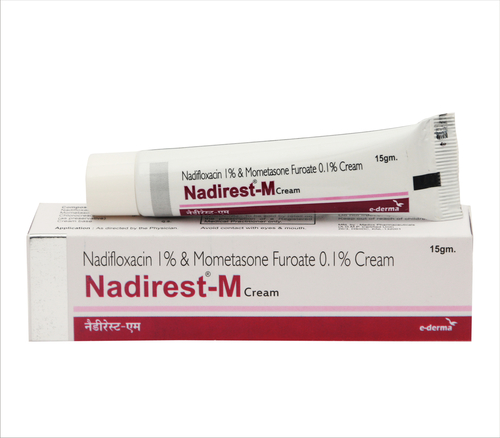 Nadifloxacin 1% & Mometasone Furoate 0.1% Cream
15gm.
Nadirest-M Cream
नैडीरेस्ट-एम
e-derma
Application : As directed by the Physician.
Avoid contact with eyes & mouth.
Nadifloxacin 1% & Mometasone Furoate 0.1% Cream
15gm.
Nadirest®-M Cream
नैडीरेस्ट-एम
e-derma